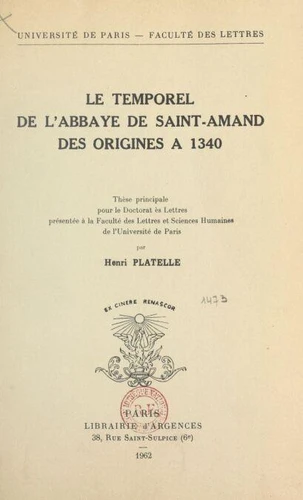 UNIVERSITÉ DE PARIS — FACULTÉ DES LETTRES
LE TEMPOREL
DE L'ABBAYE DE SAINT-AMAND
DES ORIGINES A 1340
Thèse principale
pour le Doctorat ès Lettres
présentée à la Faculté des Lettres et Sciences Humaines
de l'Université de Paris
par
Henri PLATELLE
1473
EX CINERE RENASCOR
PARIS
LIBRAIRIE d'ARGENCES
38, RUE SAINT-SULPICE (6e)
1962